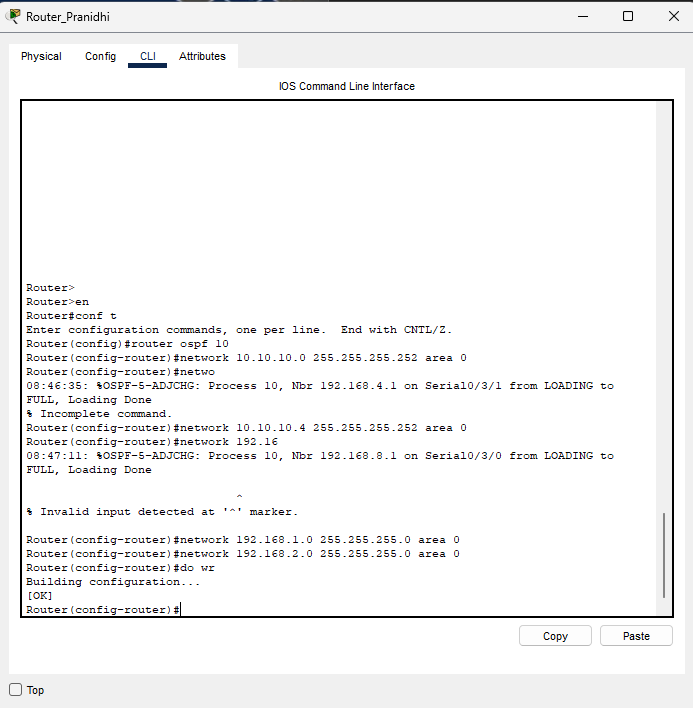 Router_Pranidhi
Physical Config CLI Attributes
IOS Command Line Interface
Router>
Router>en
Router#conf t
Enter configuration commands, one per line.  End with CNTL/Z.
Router(config)#router ospf 10
Router(config-router)#network 10.10.10.0 255.255.255.252 area 0
Router(config-router)#netwo
08:46:35: %OSPF-5-ADJCHG: Process 10, Nbr 192.168.4.1 on Serial0/3/1 from LOADING to
FULL, Loading Done
% Incomplete command.
Router(config-router)#network 10.10.10.4 255.255.255.252 area 0
Router(config-router)#network 192.16
08:47:11: %OSPF-5-ADJCHG: Process 10, Nbr 192.168.8.1 on Serial0/3/0 from LOADING to
FULL, Loading Done
^
% Invalid input detected at '^' marker.
Router(config-router)#network 192.168.1.0 255.255.255.0 area 0
Router(config-router)#network 192.168.2.0 255.255.255.0 area 0
Router(config-router)#do wr
Building configuration...
[OK]
Router(config-router)#
Copy Paste
Top